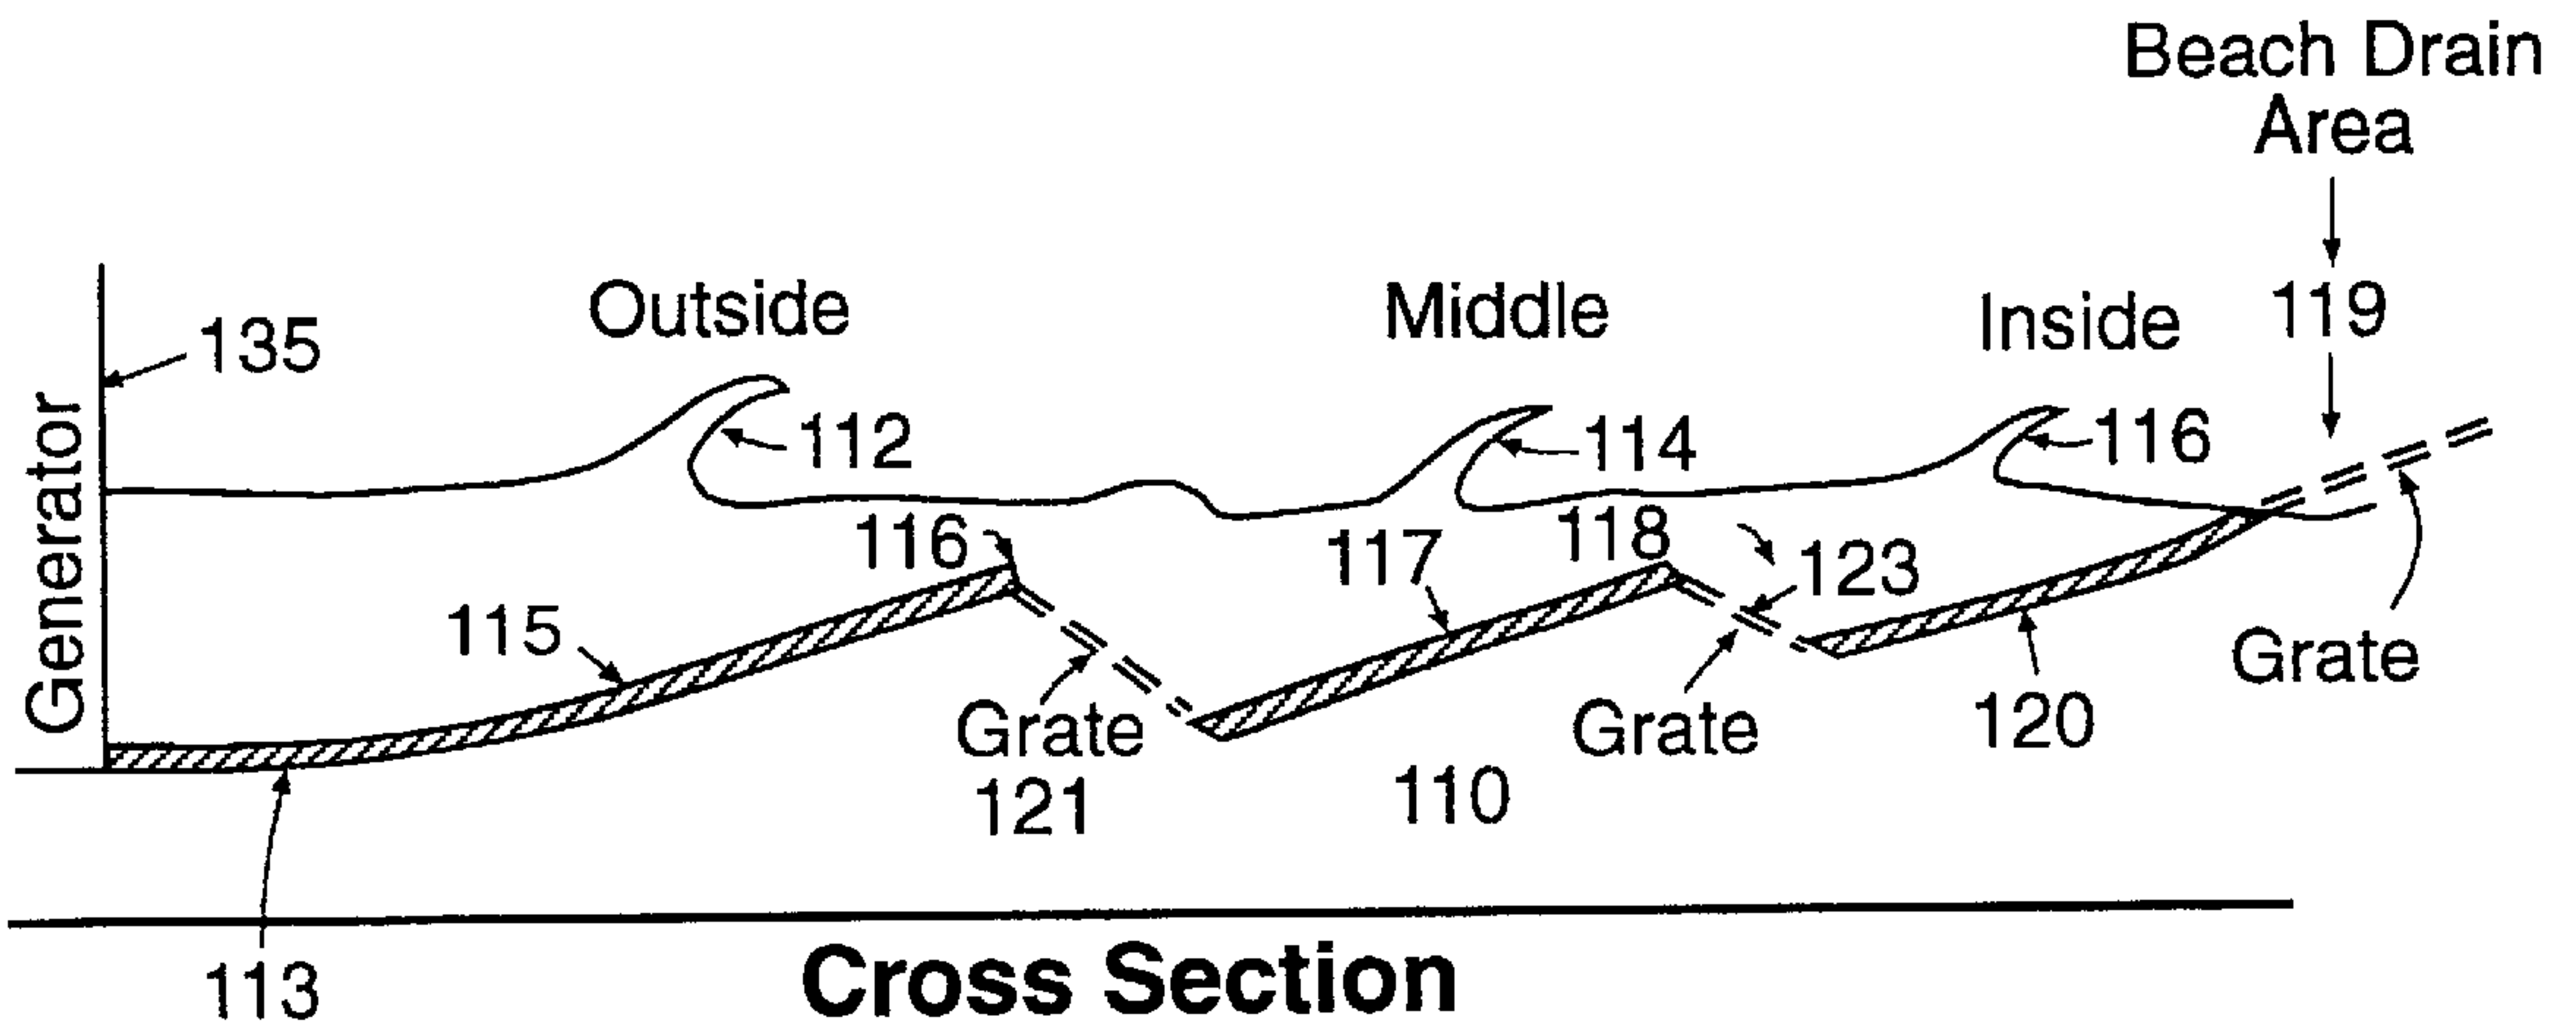 Beach Drain
Area
Outside
Middle
Inside
119
135
Generator
112
114
116
116
117
118
123
115
Grate
121
Grate
110
120
Grate
113
Cross Section